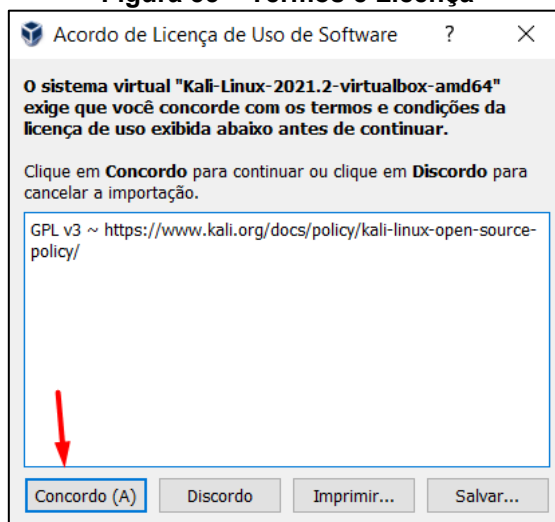 Acordo de Licença de Uso de Software ? ×
O sistema virtual "Kali-Linux-2021.2-virtualbox-amd64"
exige que você concorde com os termos e condições da
licença de uso exibida abaixo antes de continuar.
Clique em Concordo para continuar ou clique em Discordo para
cancelar a importação.
GPL v3 ~ https://www.kali.org/docs/policy/kali-linux-open-source-
policy/
Concordo (A) Discordo Imprimir... Salvar...